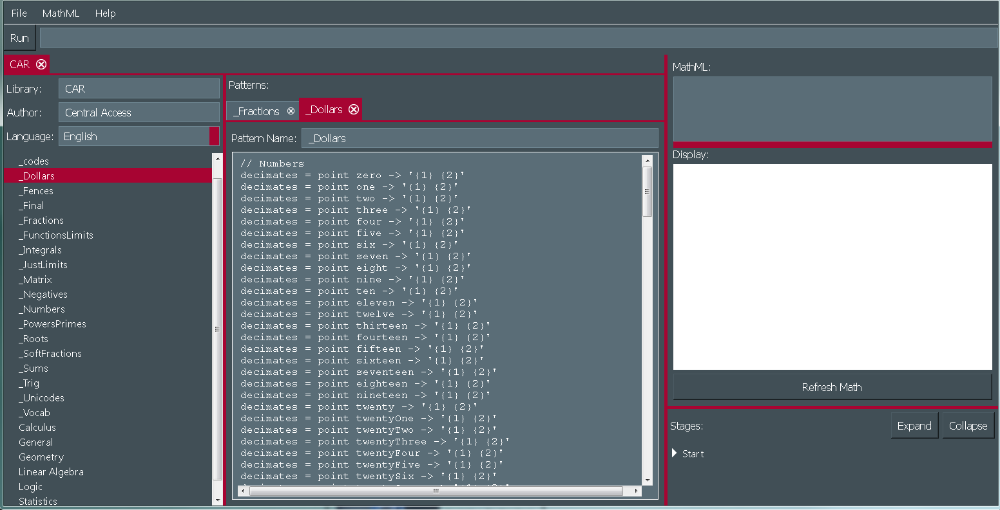 File MathML Help
Run
CAR
Library: CAR
Author: Central Access
Language: English
_codes
_Dollars
_Fences
_Final
_Fractions
_FunctionsLimits
_Integrals
_JustLimits
_Matrix
_Negatives
_Numbers
_PowersPrimes
_Roots
_SoftFractions
_Sums
_Trig
_Unicodes
_Vocab
Calculus
General
Geometry
Linear Algebra
Logic
Statistics
Patterns:
_Fractions _Dollars
Pattern Name: _Dollars
// Numbers
decimates = point zero -> '{1} {2}'
decimates = point one -> '{1} {2}'
decimates = point two -> '{1} {2}'
decimates = point three -> '{1} {2}'
decimates = point four -> '{1} {2}'
decimates = point five -> '{1} {2}'
decimates = point six -> '{1} {2}'
decimates = point seven -> '{1} {2}'
decimates = point eight -> '{1} {2}'
decimates = point nine -> '{1} {2}'
decimates = point ten -> '{1} {2}'
decimates = point eleven -> '{1} {2}'
decimates = point twelve -> '{1} {2}'
decimates = point thirteen -> '{1} {2}'
decimates = point fourteen -> '{1} {2}'
decimates = point fifteen -> '{1} {2}'
decimates = point sixteen -> '{1} {2}'
decimates = point seventeen -> '{1} {2}'
decimates = point eighteen -> '{1} {2}'
decimates = point nineteen -> '{1} {2}'
decimates = point twenty -> '{1} {2}'
decimates = point twentyOne -> '{1} {2}'
decimates = point twentyTwo -> '{1} {2}'
decimates = point twentyThree -> '{1} {2}'
decimates = point twentyFour -> '{1} {2}'
decimates = point twentyFive -> '{1} {2}'
decimates = point twentySix -> '{1} {2}'
MathML:
Display:
Refresh Math
Stages: Expand Collapse
Start